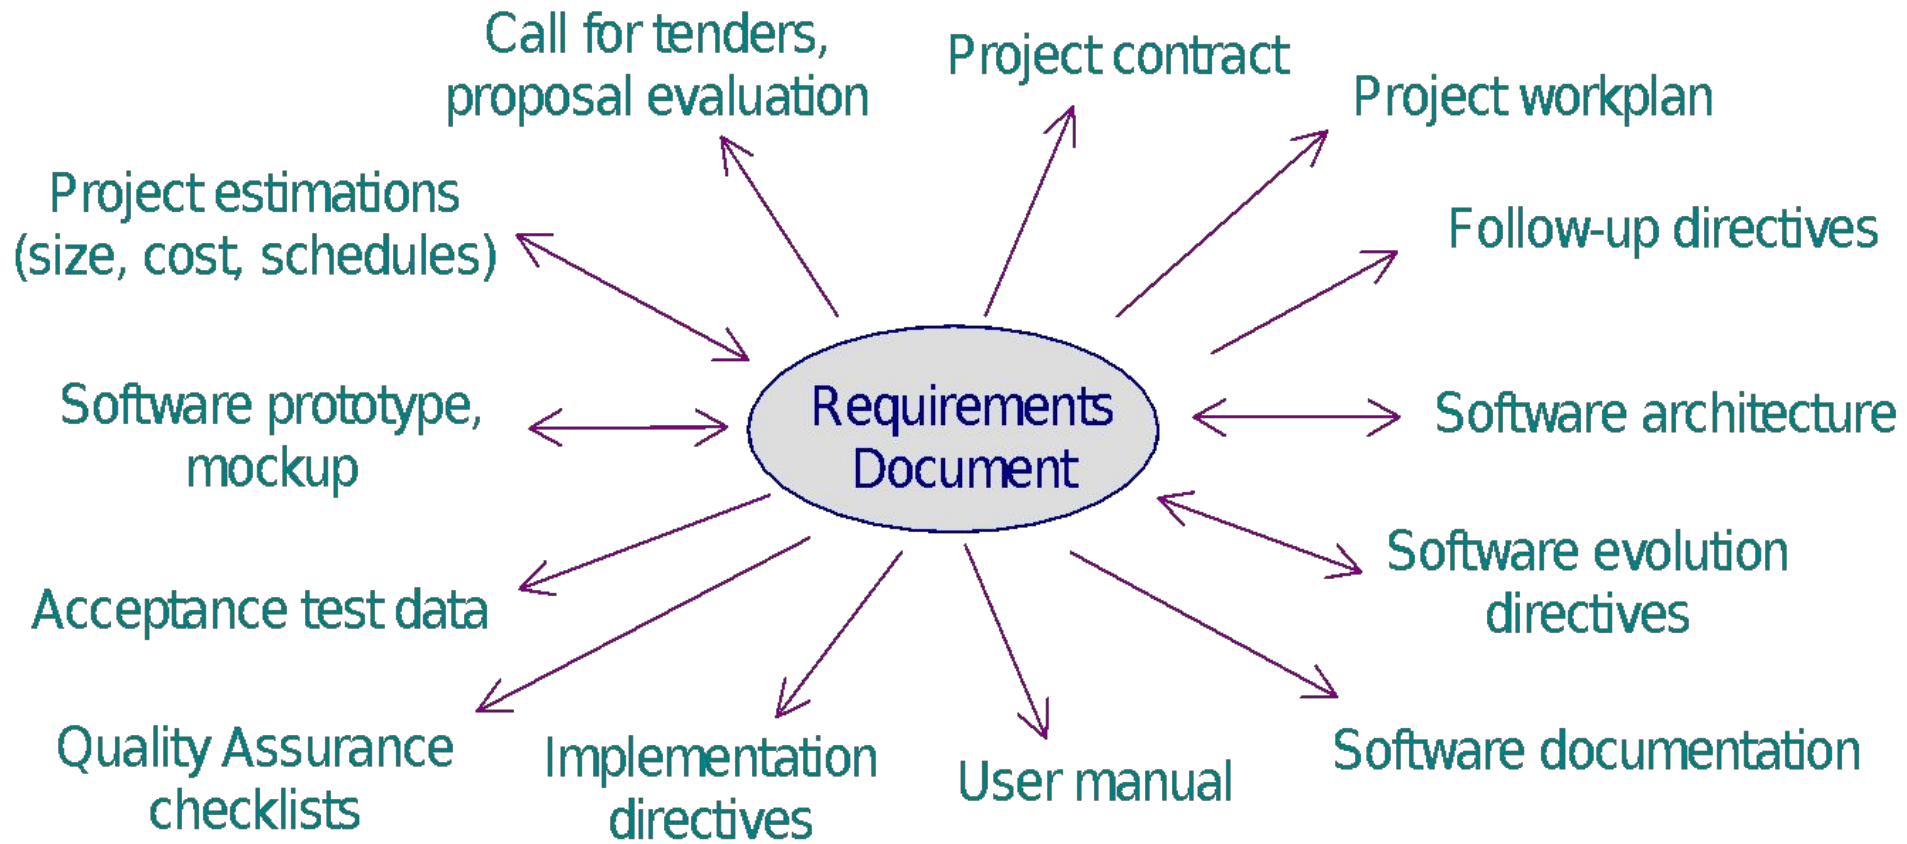 Call for tenders,
proposal evaluation
Project contract
Project workplan
Project estimations
(size, cost, schedules)
Follow-up directives
Requirements
Document
Software prototype,
mockup
Software architecture
Software evolution
directives
Acceptance test data
Quality Assurance
checklists
Implementation
directives
User manual
Software documentation